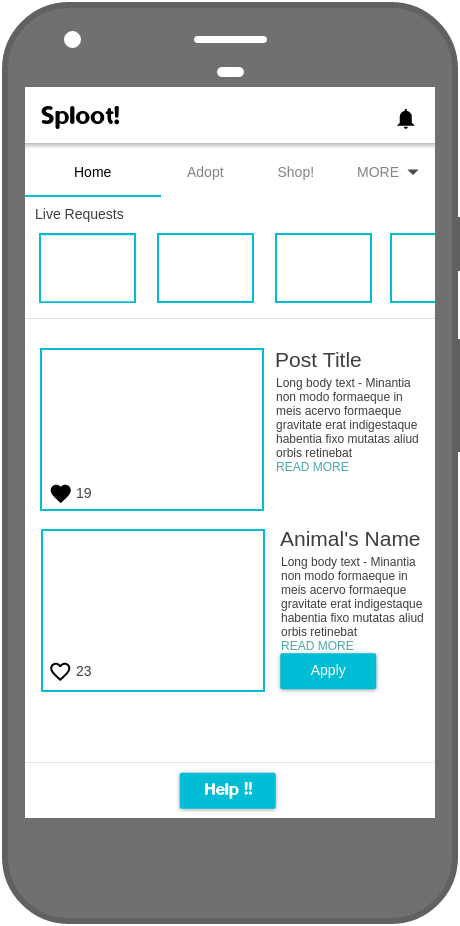 Sploot!
Home Adopt Shop! MORE
Live Requests
Post Title
Long body text - Minantia
non modo formaeque in
meis acervo formaeque
gravitate erat indigestaque
habentia fixo mutatas aliud
orbis retinebat
READ MORE
19
Animal's Name
Long body text - Minantia
non modo formaeque in
meis acervo formaeque
gravitate erat indigestaque
habentia fixo mutatas aliud
orbis retinebat
READ MORE
23
Apply
Help !!